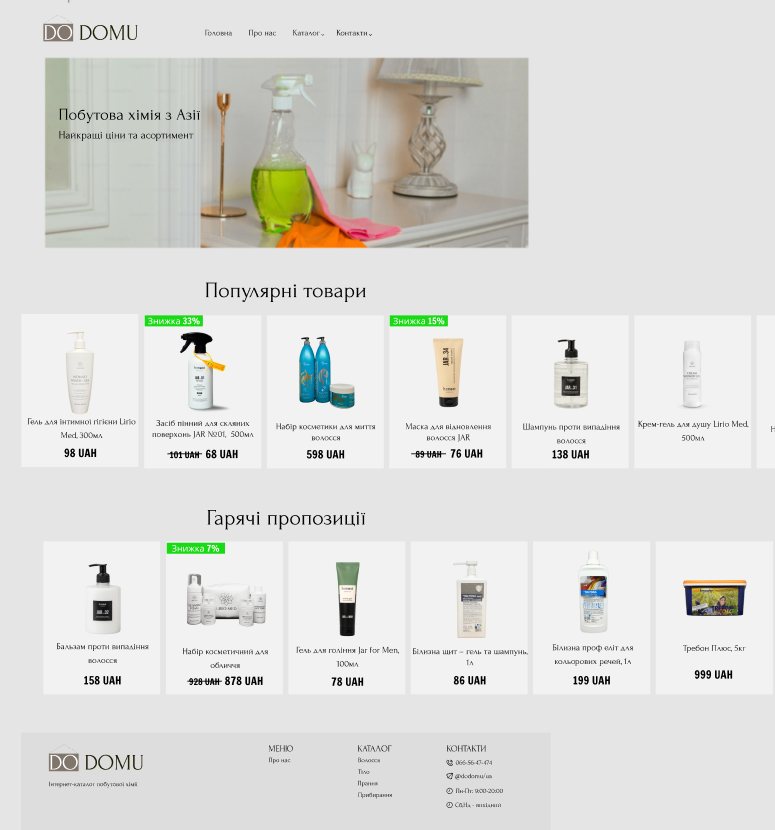 DO DOMU
Головна Про нас Каталог Контакти
Побутова хімія з Азії
Найкращі ціни та асортимент
Популярні товари
Гель для інтимної гігієни Lirio
Med, 300мл
98 UAH
Знижка 33%
Засіб пінний для скляних
поверхонь JAR №01, 500мл
101 UAH 68 UAH
Набір косметики для миття
волосся
598 UAH
Знижка 15%
Маска для відновлення
волосся JAR
89 UAH 76 UAH
Шампунь проти випадіння
волосся
138 UAH
Крем-гель для душу Lirio Med,
500мл
Гарячі пропозиції
Бальзам проти випадіння
волосся
158 UAH
Знижка 7%
Набір косметичний для
обличчя
928 UAH 878 UAH
Гель для гоління Jar for Men,
100мл
78 UAH
Білизна щит – гель та шампунь,
1л
86 UAH
Білизна проф еліт для
кольорових речей, 1л
199 UAH
Требон Плюс, 5кг
999 UAH
DO DOMU
Інтернет-каталог побутової хімії
МЕНЮ
Про нас
КАТАЛОГ
Волосся
Тіло
Прання
Прибирання
КОНТАКТИ
066-56-47-474
@dodomu/ua
Пн-Пт: 9:00-20:00
Сб,Нд - вихідний